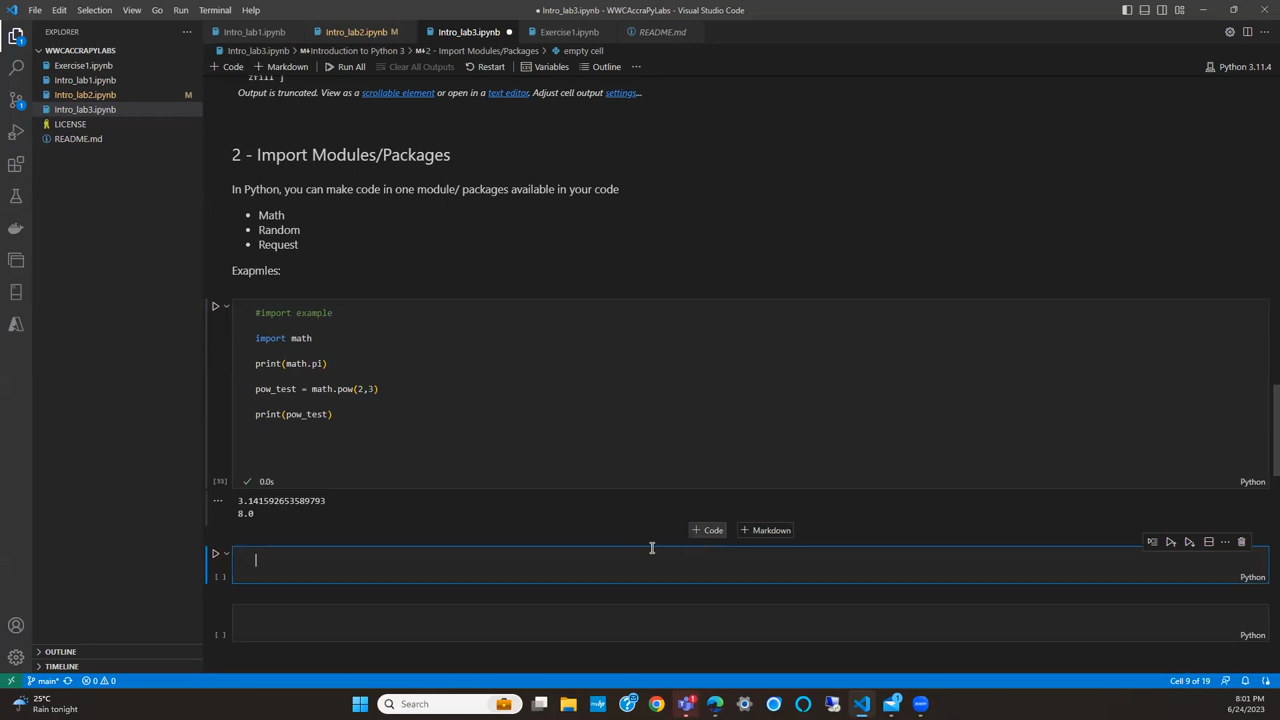 File Edit Selection View Go Run Terminal Help
Intro_lab3.ipynb - WWCAccraPyLabs - Visual Studio Code
EXPLORER
Intro_lab1.ipynb Intro_lab2.ipynb M Intro_lab3.ipynb Exercise1.ipynb README.md
WWCACCRAPYLABS
Exercise1.ipynb
Intro_lab1.ipynb
Intro_lab2.ipynb M
Intro_lab3.ipynb
LICENSE
README.md
Intro_lab3.ipynb > Introduction to Python 3 > 2 - Import Modules/Packages > empty cell
+ Code + Markdown Run All Clear All Outputs Restart Variables Outline ... Python 3.11.4
zfill ]
Output is truncated. View as a scrollable element or open in a text editor. Adjust cell output settings...
2 - Import Modules/Packages
In Python, you can make code in one module/ packages available in your code
• Math
• Random
• Request
Exapmles:
#import example
import math
print(math.pi)
pow_test = math.pow(2,3)
print(pow_test)
[33] 0.0s Python
3.141592653589793
8.0
+ Code + Markdown
[ ] Python
[ ] Python
OUTLINE
TIMELINE
main* 0 0 Cell 9 of 19
25°C
Rain tonight
Search
8:01 PM
6/24/2023